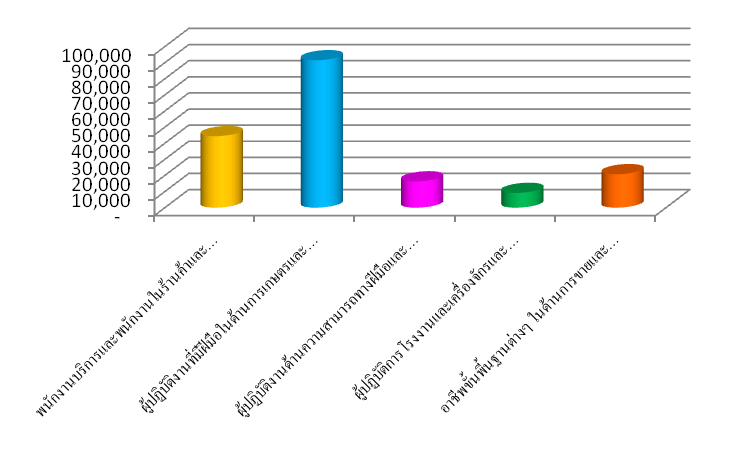 100,000
90,000
80,000
70,000
60,000
50,000
40,000
30,000
20,000
10,000
-
พนักงานบริการและพนักงานในร้านค้าและ...
ผู้ปฏิบัติงานที่มีฝีมือในด้านการเกษตรและ...
ผู้ปฏิบัติงานด้านความสามารถทางฝีมือและ...
ผู้ปฏิบัติการ โรงงานและเครื่องจักรและ...
อาชีพขั้นพื้นฐานต่างๆ ในด้านการขายและ...